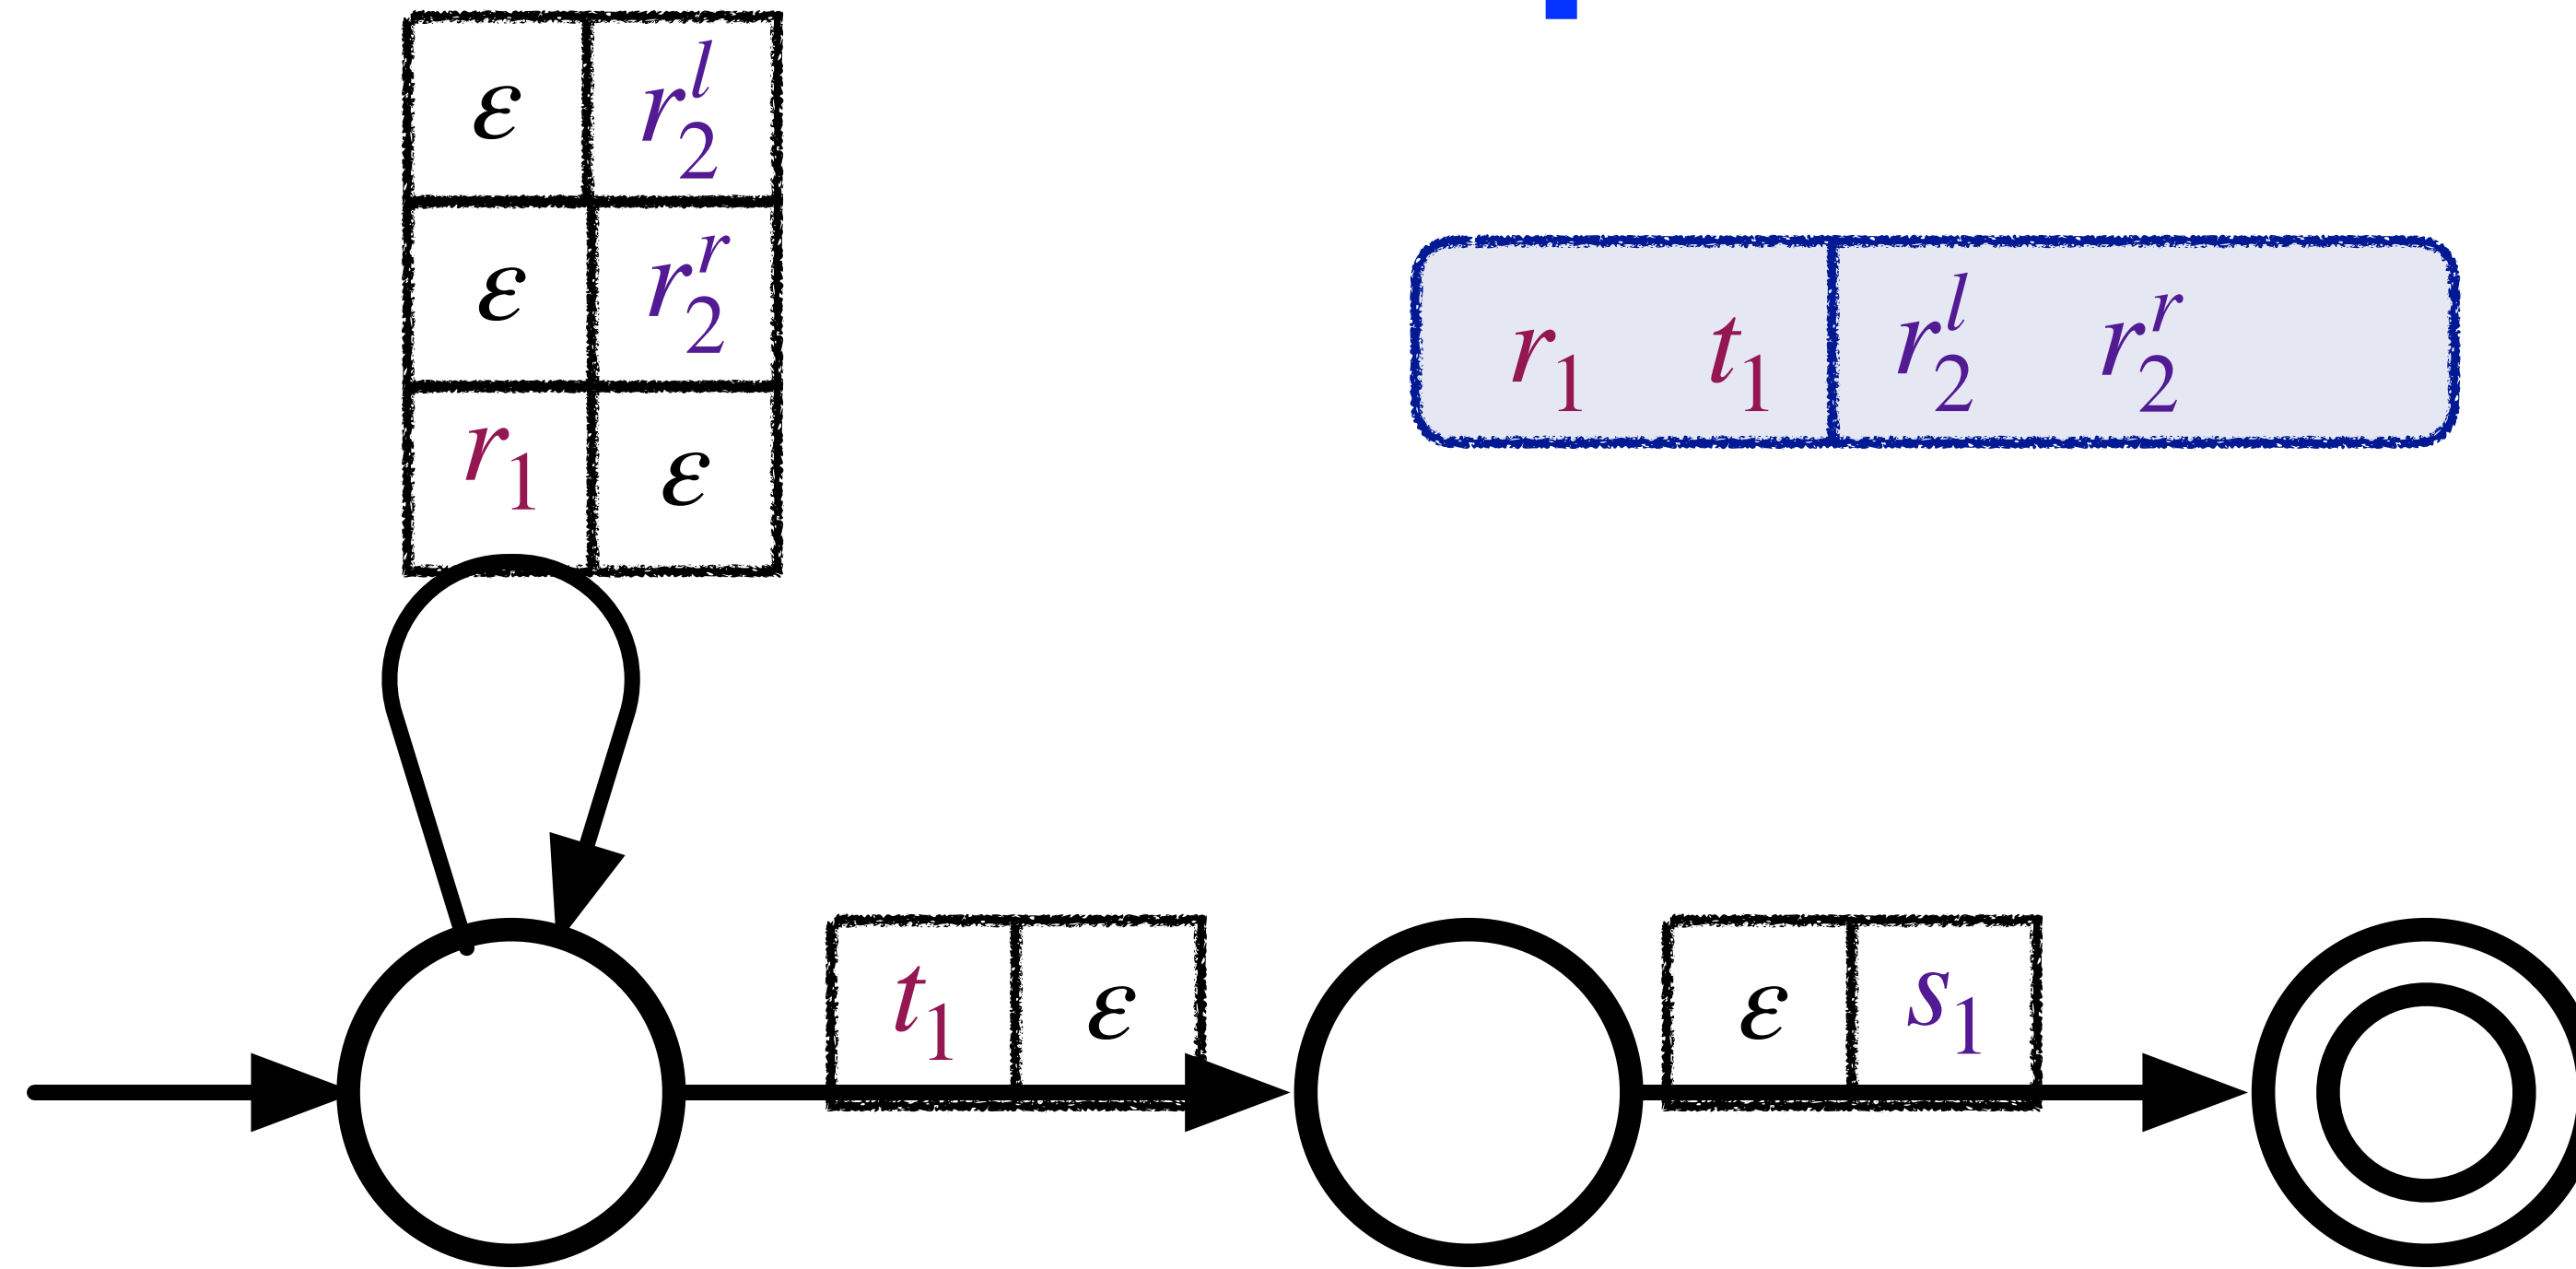 ε r₂ˡ
ε r₂ʳ
r₁ ε
r₁ t₁ r₂ˡ r₂ʳ
t₁ ε
ε s₁